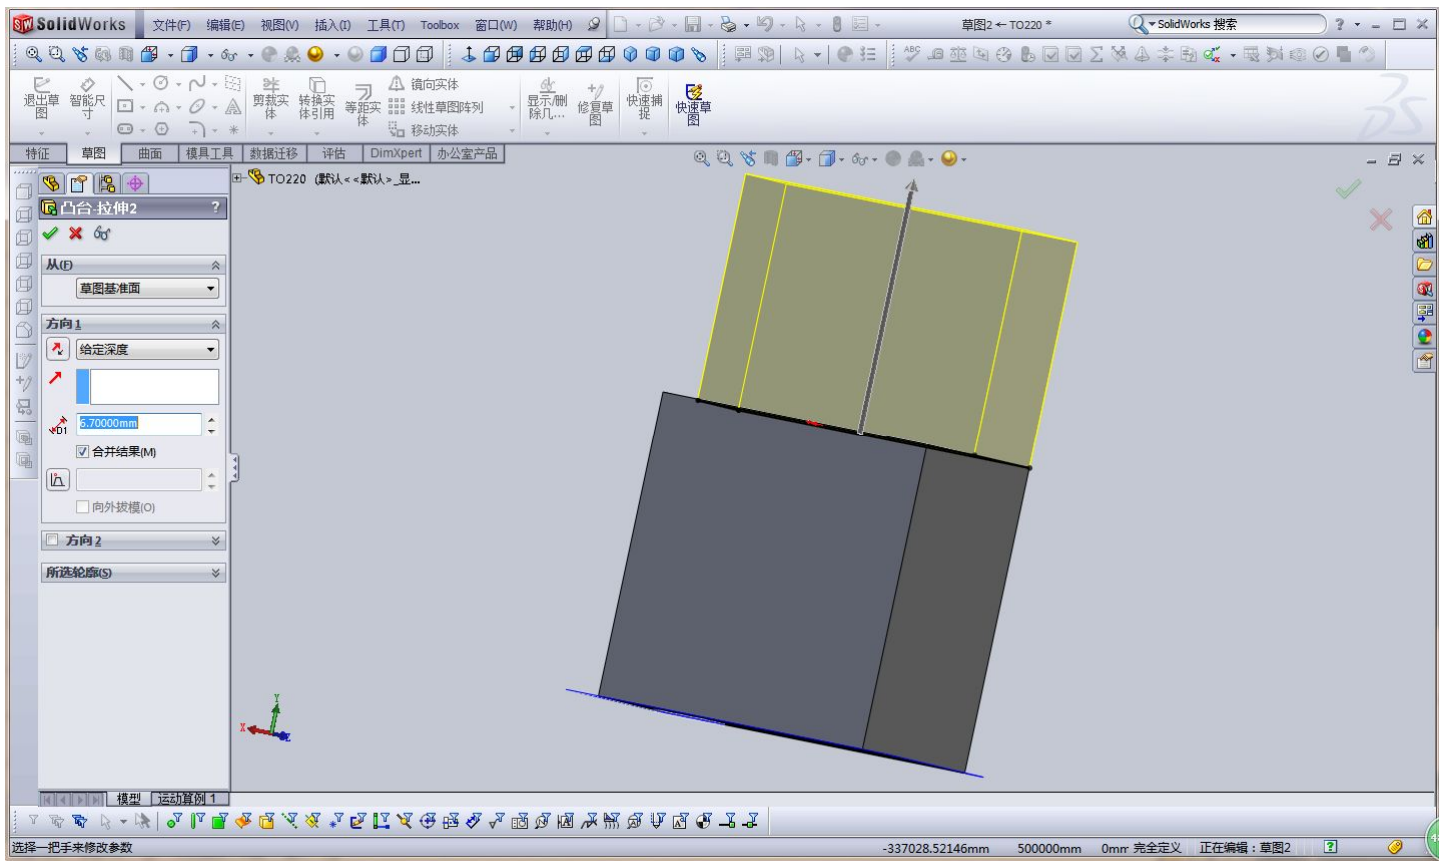 SolidWorks 文件(F) 编辑(E) 视图(V) 插入(I) 工具(T) Toolbox 窗口(W) 帮助(H) 草图2 ← TO220 * SolidWorks 搜索
退出草图 智能尺寸 剪裁实体 转换实体引用 等距实体 镜向实体 线性草图阵列 移动实体 显示/删除几... 修复草图 快速捕捉 快速草图
特征 草图 曲面 模具工具 数据迁移 评估 DimXpert 办公室产品
TO220 (默认<<默认>_显...
凸台-拉伸2 ?
从(F)
草图基准面
方向1
给定深度
D1 6.70000mm
合并结果(M)
向外拔模(O)
方向2
所选轮廓(S)
Y
X
Z
模型 运动算例 1
选择一把手来修改参数 -337028.52146mm 500000mm 0mm 完全定义 正在编辑：草图2